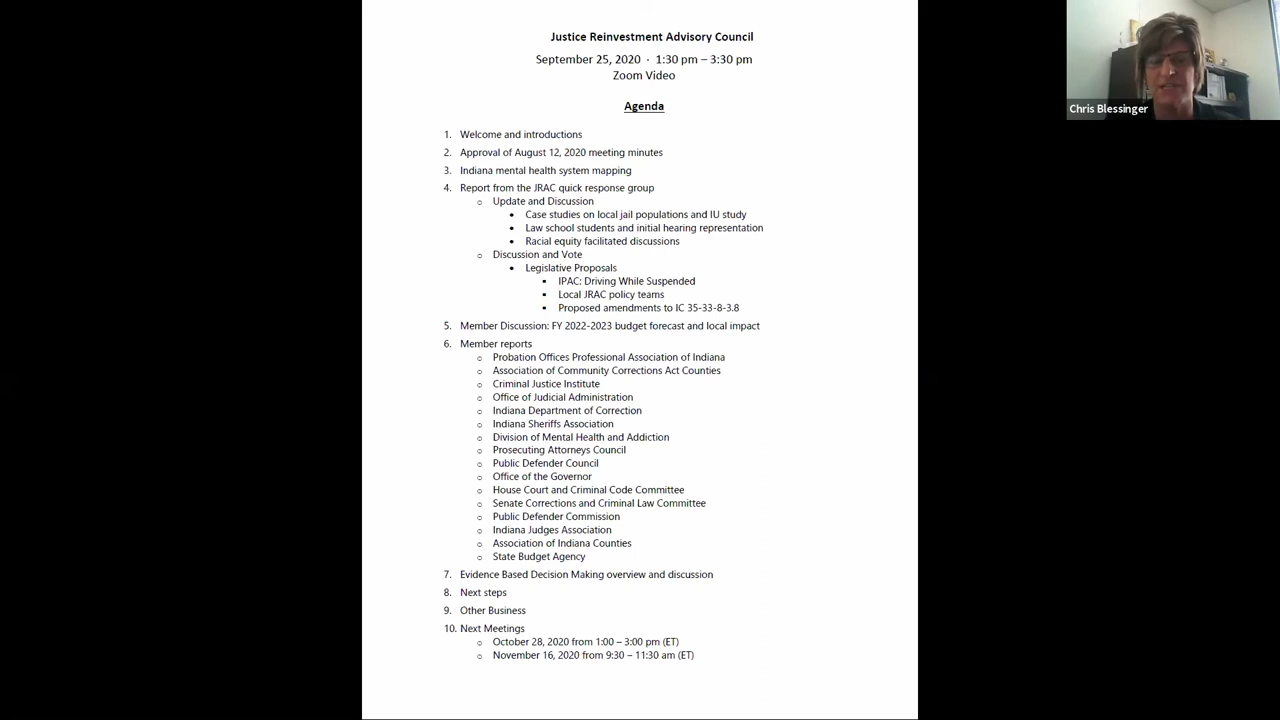 Justice Reinvestment Advisory Council
September 25, 2020 · 1:30 pm – 3:30 pm
Zoom Video
Agenda
1. Welcome and introductions
2. Approval of August 12, 2020 meeting minutes
3. Indiana mental health system mapping
4. Report from the JRAC quick response group
o Update and Discussion
• Case studies on local jail populations and IU study
• Law school students and initial hearing representation
• Racial equity facilitated discussions
o Discussion and Vote
• Legislative Proposals
▪ IPAC: Driving While Suspended
▪ Local JRAC policy teams
▪ Proposed amendments to IC 35-33-8-3.8
5. Member Discussion: FY 2022-2023 budget forecast and local impact
6. Member reports
o Probation Offices Professional Association of Indiana
o Association of Community Corrections Act Counties
o Criminal Justice Institute
o Office of Judicial Administration
o Indiana Department of Correction
o Indiana Sheriffs Association
o Division of Mental Health and Addiction
o Prosecuting Attorneys Council
o Public Defender Council
o Office of the Governor
o House Court and Criminal Code Committee
o Senate Corrections and Criminal Law Committee
o Public Defender Commission
o Indiana Judges Association
o Association of Indiana Counties
o State Budget Agency
7. Evidence Based Decision Making overview and discussion
8. Next steps
9. Other Business
10. Next Meetings
o October 28, 2020 from 1:00 – 3:00 pm (ET)
o November 16, 2020 from 9:30 – 11:30 am (ET)
Chris Blessinger